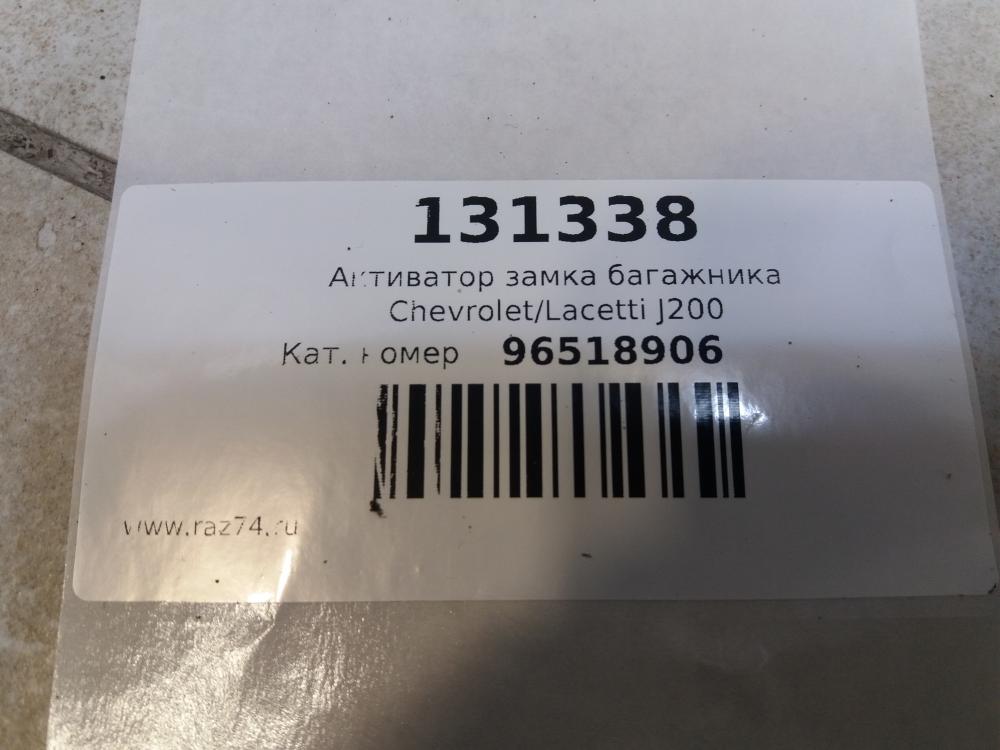 131338
Активатор замка багажника
Chevrolet/Lacetti J200
Кат. номер 96518906
www.raz74.ru